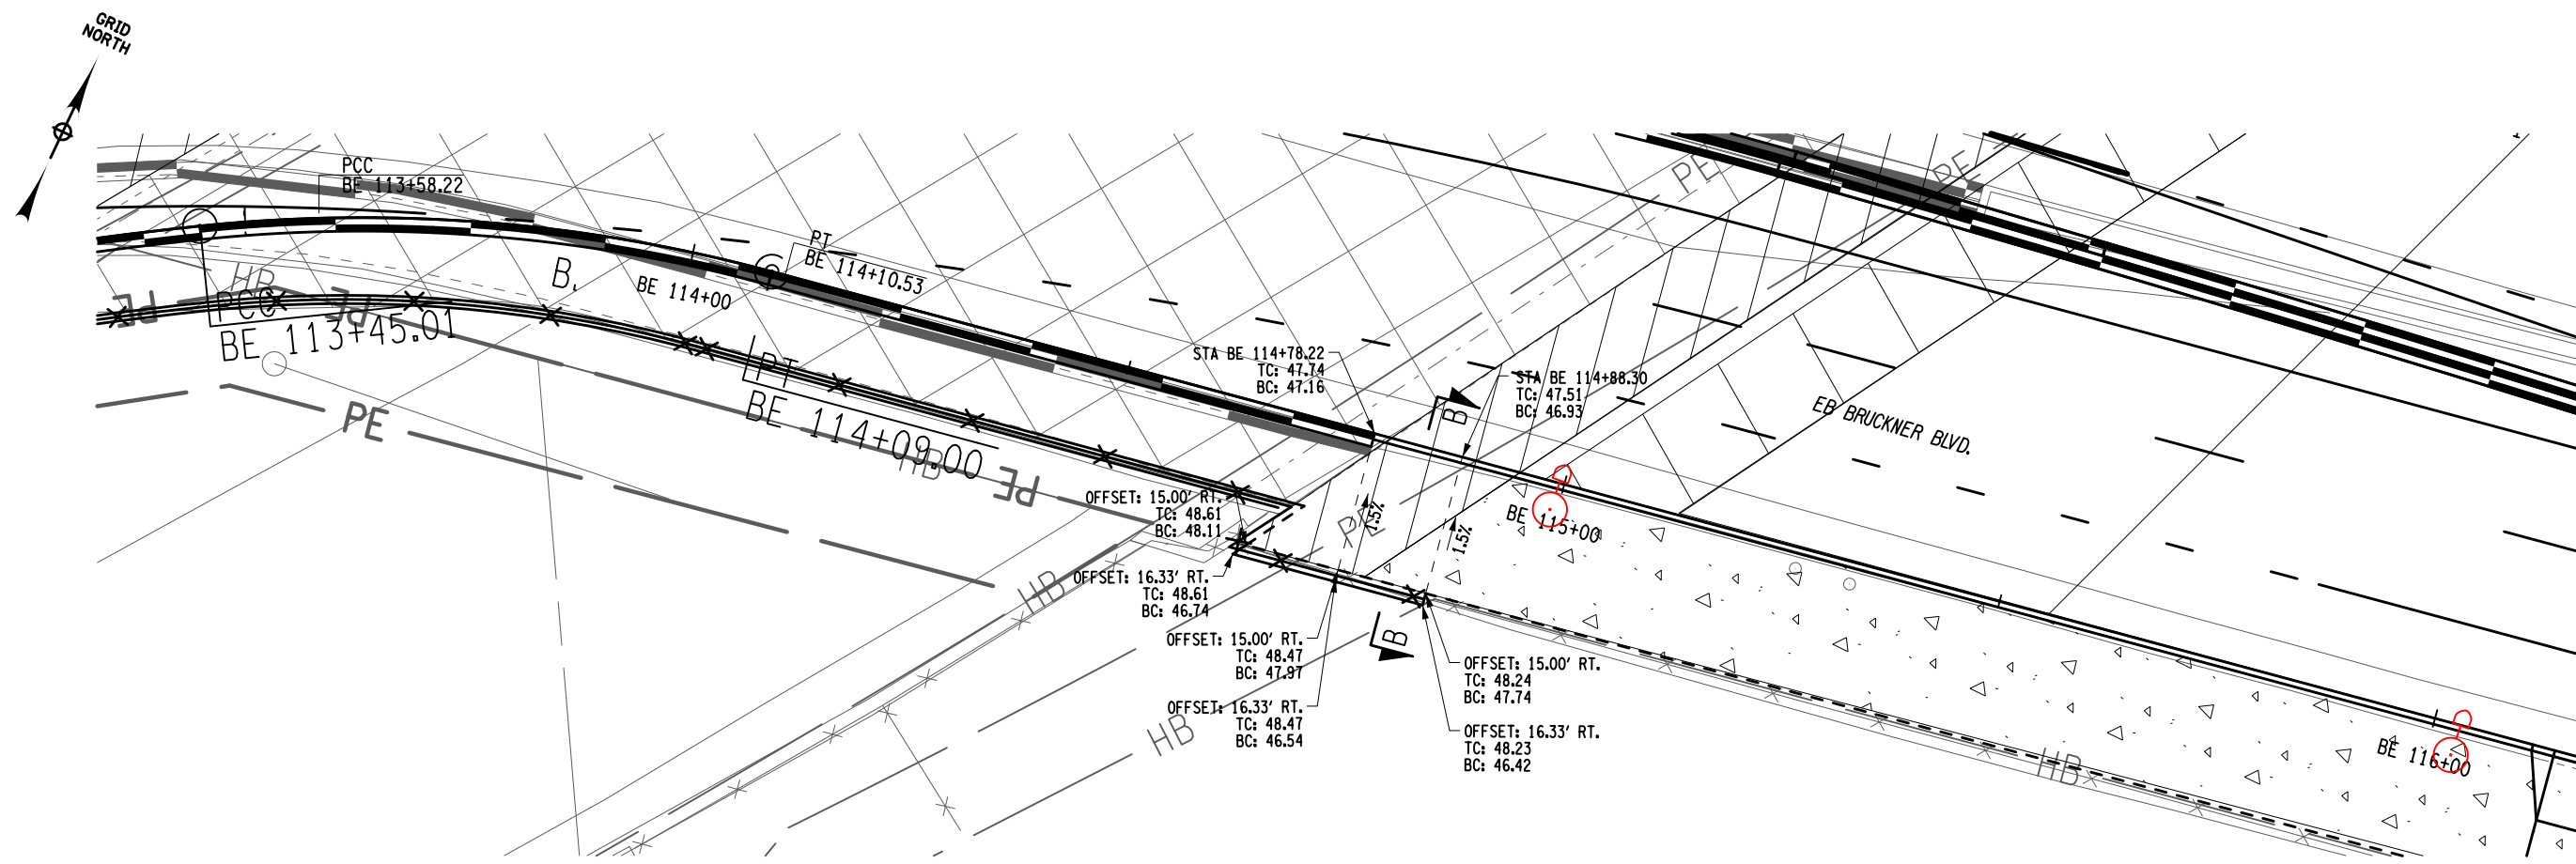 GRID
NORTH
PCC
BE 113+58.22
PT
BE 114+10.53
PE
PE
HB
PE
PE
PCC
BE 113+45.01
B.
BE 114+00
PT
BE 114+09.00
PE
HB
PE
STA BE 114+78.22
TC: 47.74
BC: 47.16
B
STA BE 114+88.30
TC: 47.51
BC: 46.93
EB BRUCKNER BLVD.
OFFSET: 15.00' RT.
TC: 48.61
BC: 48.11
1.5%
1.5%
PE
BE 115+00
HB
OFFSET: 16.33' RT.
TC: 48.61
BC: 46.74
OFFSET: 15.00' RT.
TC: 48.47
BC: 47.97
B
OFFSET: 15.00' RT.
TC: 48.24
BC: 47.74
OFFSET: 16.33' RT.
TC: 48.47
BC: 46.54
HB
OFFSET: 16.33' RT.
TC: 48.23
BC: 46.42
HB
BE 116+00